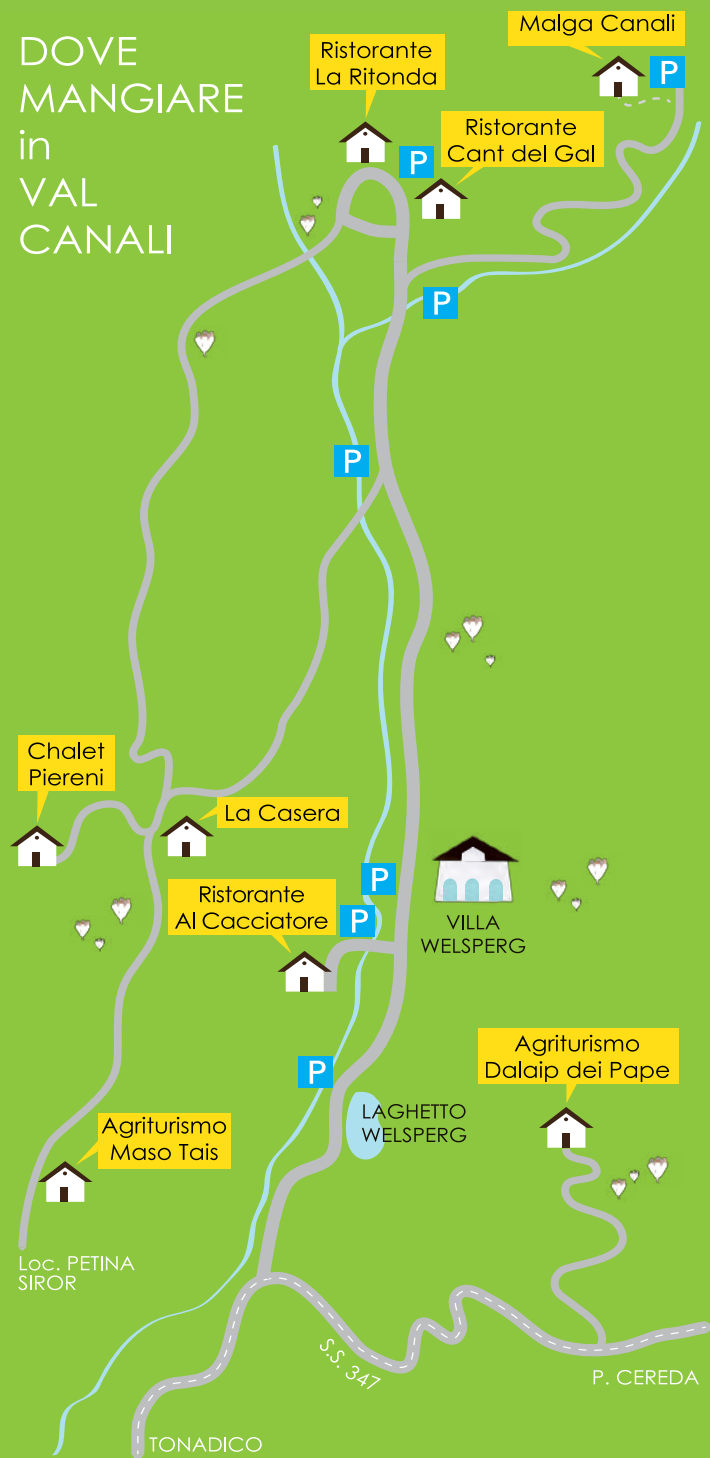 DOVE
MANGIARE
in
VAL
CANALI
Malga Canali
P
Ristorante
La Ritonda
Ristorante
Cant del Gal
P
P
P
Chalet
Piereni
La Casera
P
Ristorante
Al Cacciatore
P
VILLA
WELSPERG
P
Agriturismo
Dalaip dei Pape
LAGHETTO
WELSPERG
Agriturismo
Maso Tais
Loc. PETINA
SIROR
S.S. 347
P. CEREDA
TONADICO